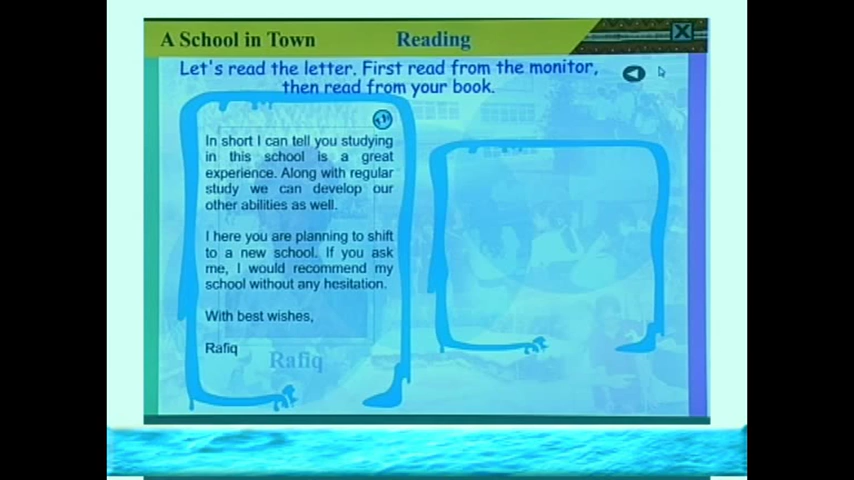 A School in Town
Reading
Let's read the letter. First read from the monitor,
then read from your book.
In short I can tell you studying
in this school is a great
experience. Along with regular
study we can develop our
other abilities as well.
I here you are planning to shift
to a new school. If you ask
me, I would recommend my
school without any hesitation.
With best wishes,
Rafiq
Rafiq